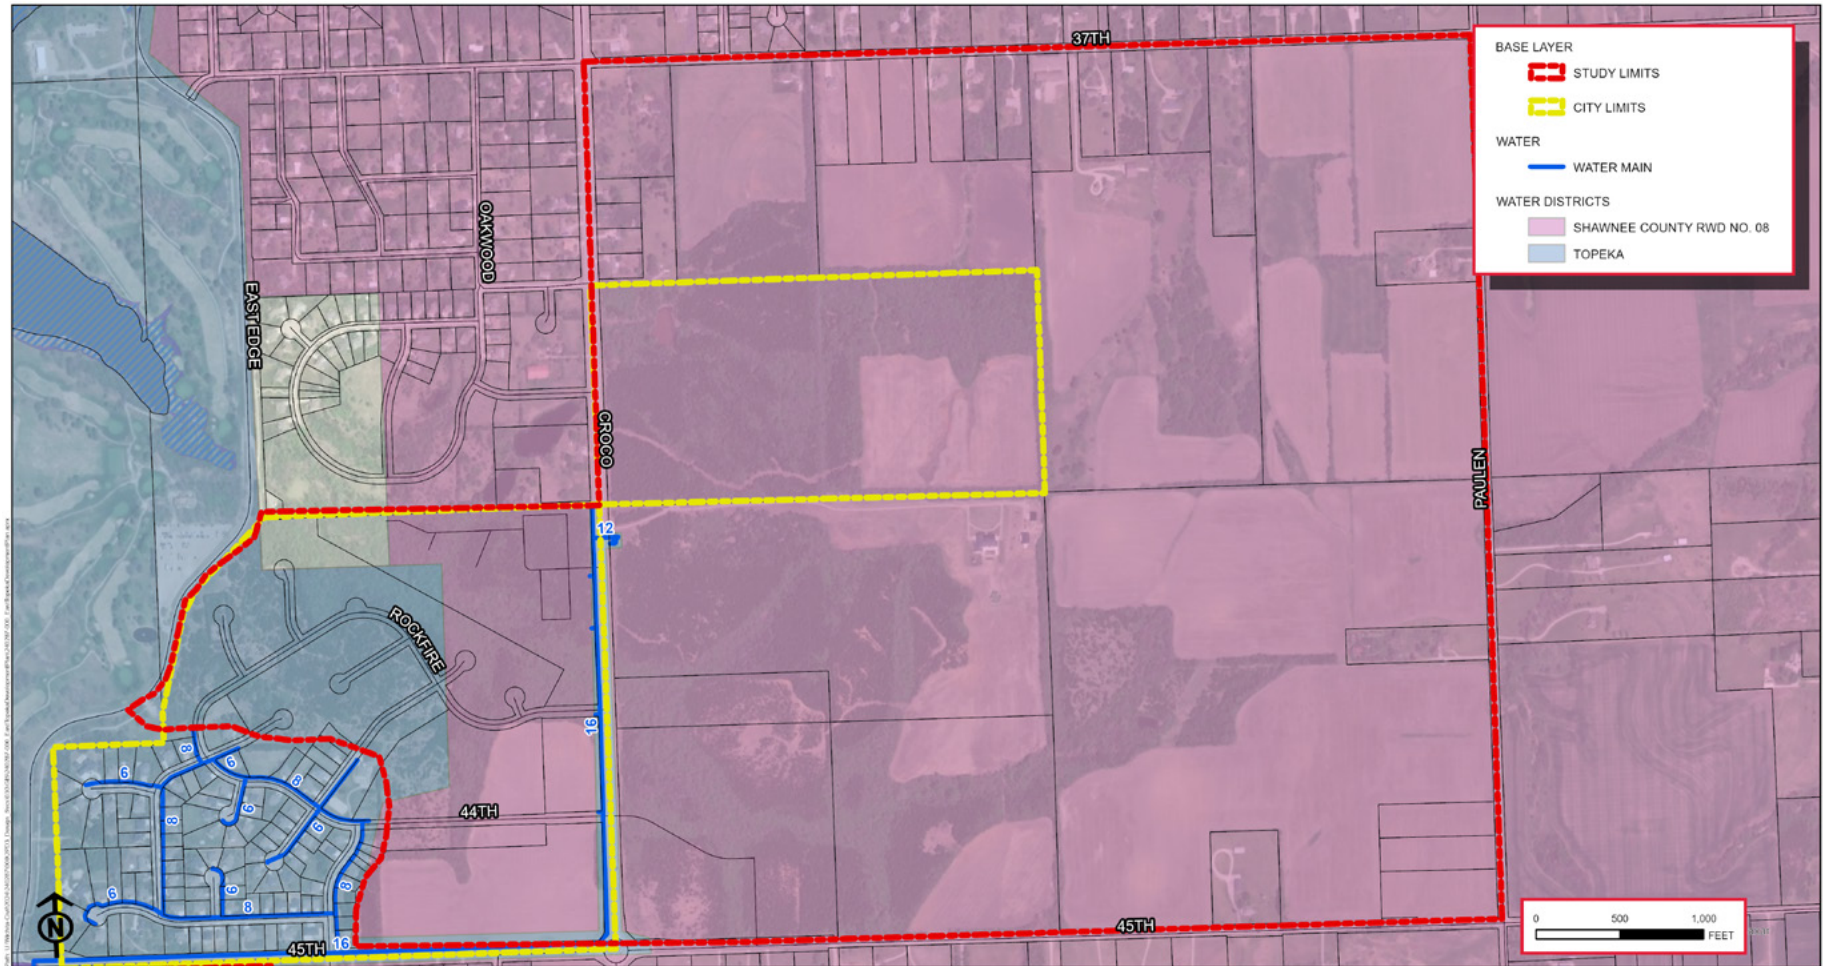 37TH
BASE LAYER
STUDY LIMITS
CITY LIMITS
WATER
WATER MAIN
WATER DISTRICTS
SHAWNEE COUNTY RWD NO. 08
TOPEKA
OAKWOOD
EAST EDGE
CROCO
PAULEN
12
ROCKFIRE
16
8
6
6
8
8
6
6
44TH
8
6
6
8
16
45TH
45TH
N
0 500 1,000
FEET